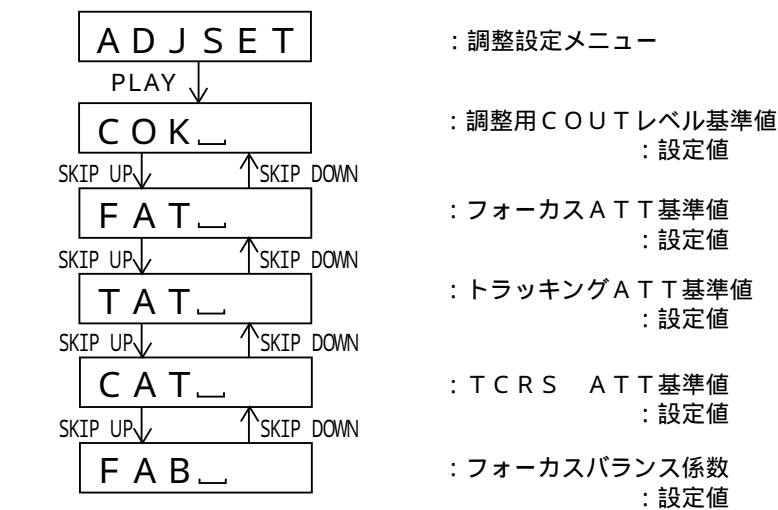 ADJSET :調整設定メニュー
PLAY
COK⎵ :調整用COUTレベル基準値
:設定値
SKIP UP SKIP DOWN
FAT⎵ :フォーカスATT基準値
:設定値
SKIP UP SKIP DOWN
TAT⎵ :トラッキングATT基準値
:設定値
SKIP UP SKIP DOWN
CAT⎵ :TCRS ATT基準値
:設定値
SKIP UP SKIP DOWN
FAB⎵ :フォーカスバランス係数
:設定値